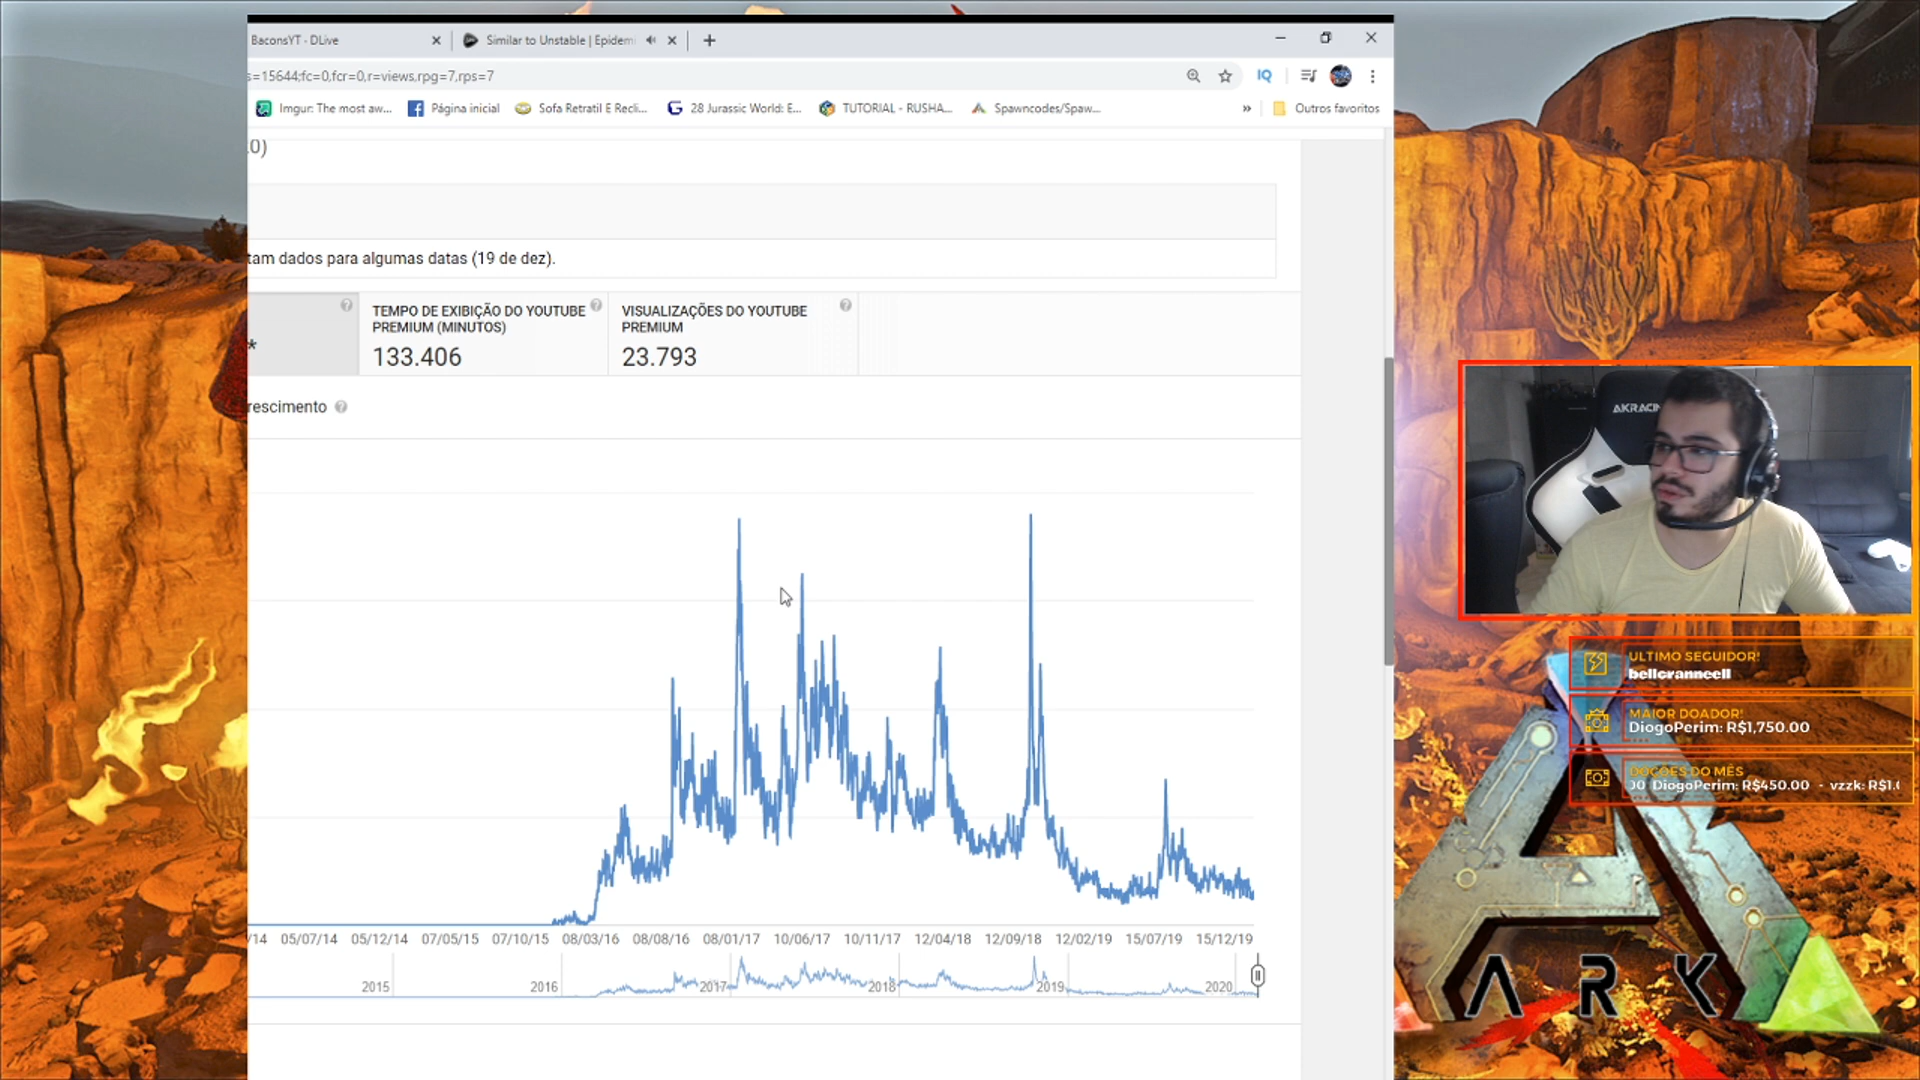 BaconsYT - DLive
Similar to Unstable | Epidemi
s=15644;fc=0,fcr=0,r=views,rpg=7,rps=7
IQ
Imgur: The most aw...
Página inicial
Sofa Retratil E Recli...
28 Jurassic World: E...
TUTORIAL - RUSHA...
Spawncodes/Spaw...
»
Outros favoritos
0)
tam dados para algumas datas (19 de dez).
*
TEMPO DE EXIBIÇÃO DO YOUTUBE
PREMIUM (MINUTOS)
133.406
VISUALIZAÇÕES DO YOUTUBE
PREMIUM
23.793
rescimento
/14 05/07/14 05/12/14 07/05/15 07/10/15 08/03/16 08/08/16 08/01/17 10/06/17 10/11/17 12/04/18 12/09/18 12/02/19 15/07/19 15/12/19
2015 2016 2017 2018 2019 2020
AKRACIN
ULTIMO SEGUIDOR!
bellcranneell
MAIOR DOADOR!
DiogoPerim: R$1,750.00
DOÇÕES DO MÊS
00 DiogoPerim: R$450.00 - vzzk: R$1.0
ARK